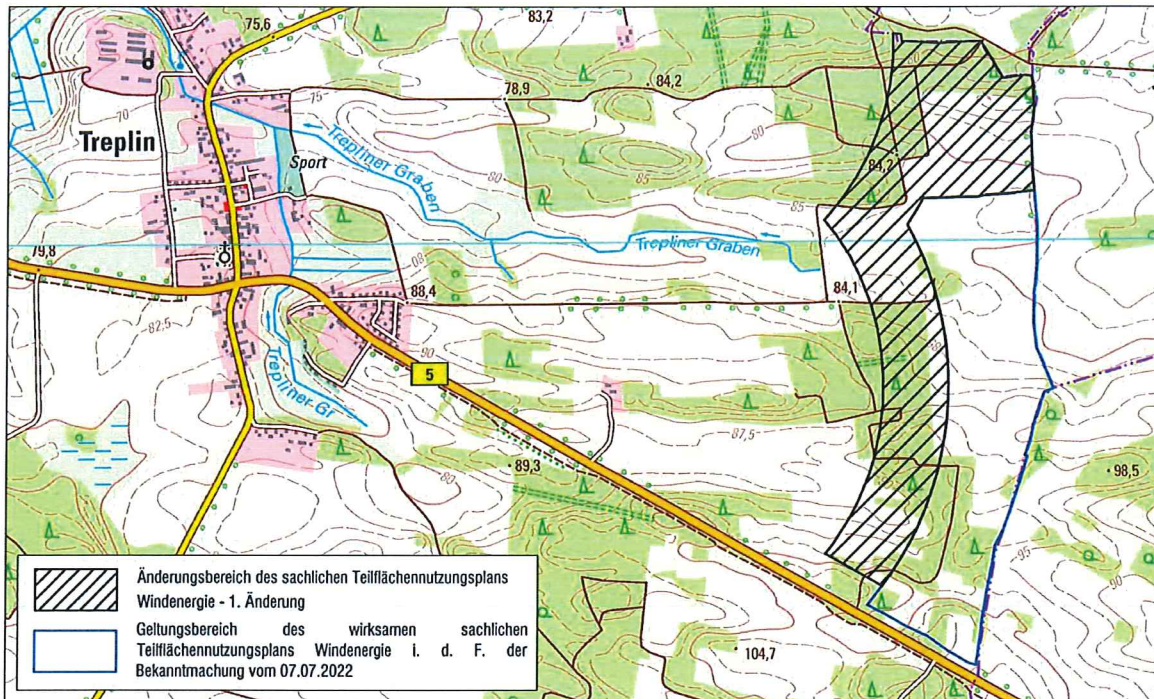 75,6
83,2
80
84,2
78,9
75
70
Treplin
Sport
Trepliner Graben
80
85
84,2
80
85
Trepliner Graben
79,8
80
88,4
84,1
82,5
90
Trepliner Gr
5
87,5
89,3
80
98,5
95
90
104,7
Änderungsbereich des sachlichen Teilflächennutzungsplans
Windenergie - 1. Änderung
Geltungsbereich des wirksamen sachlichen
Teilflächennutzungsplans Windenergie i. d. F. der
Bekanntmachung vom 07.07.2022